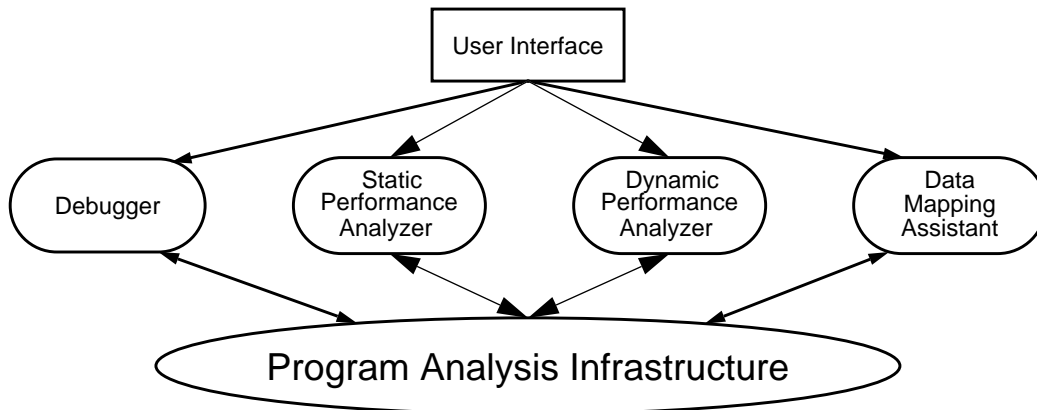 User Interface
Debugger
Static
Performance
Analyzer
Dynamic
Performance
Analyzer
Data
Mapping
Assistant
Program Analysis Infrastructure